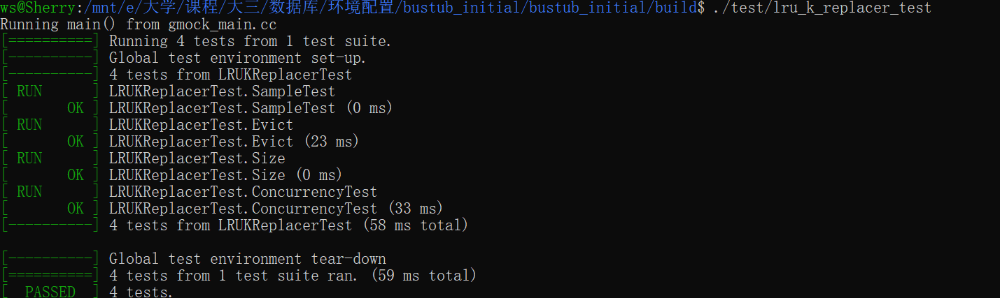 ws@Sherry:/mnt/e/大学/课程/大三/数据库/环境配置/bustub_initial/bustub_initial/build$ ./test/lru_k_replacer_test
Running main() from gmock_main.cc
[==========] Running 4 tests from 1 test suite.
[----------] Global test environment set-up.
[----------] 4 tests from LRUKReplacerTest
[ RUN      ] LRUKReplacerTest.SampleTest
[       OK ] LRUKReplacerTest.SampleTest (0 ms)
[ RUN      ] LRUKReplacerTest.Evict
[       OK ] LRUKReplacerTest.Evict (23 ms)
[ RUN      ] LRUKReplacerTest.Size
[       OK ] LRUKReplacerTest.Size (0 ms)
[ RUN      ] LRUKReplacerTest.ConcurrencyTest
[       OK ] LRUKReplacerTest.ConcurrencyTest (33 ms)
[----------] 4 tests from LRUKReplacerTest (58 ms total)

[----------] Global test environment tear-down
[==========] 4 tests from 1 test suite ran. (59 ms total)
[  PASSED  ] 4 tests.